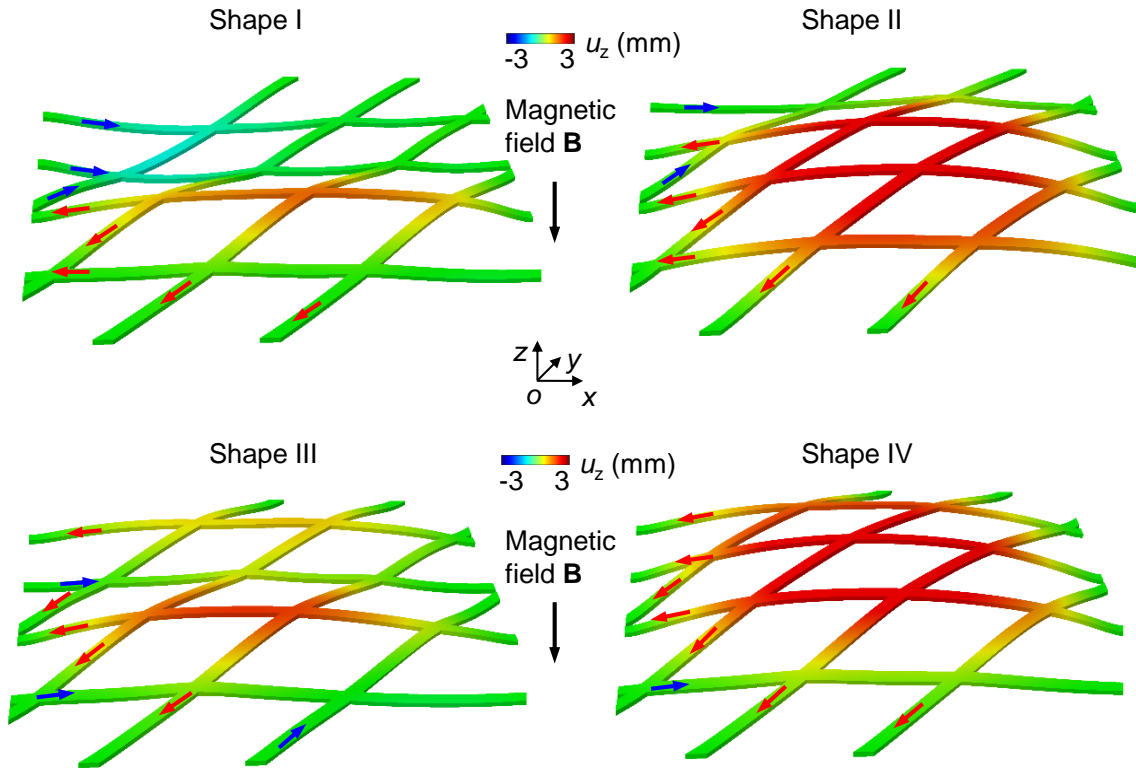 Shape I
Shape II
u_z (mm)
-3 3
Magnetic
field B
z
y
o
x
Shape III
Shape IV
u_z (mm)
-3 3
Magnetic
field B